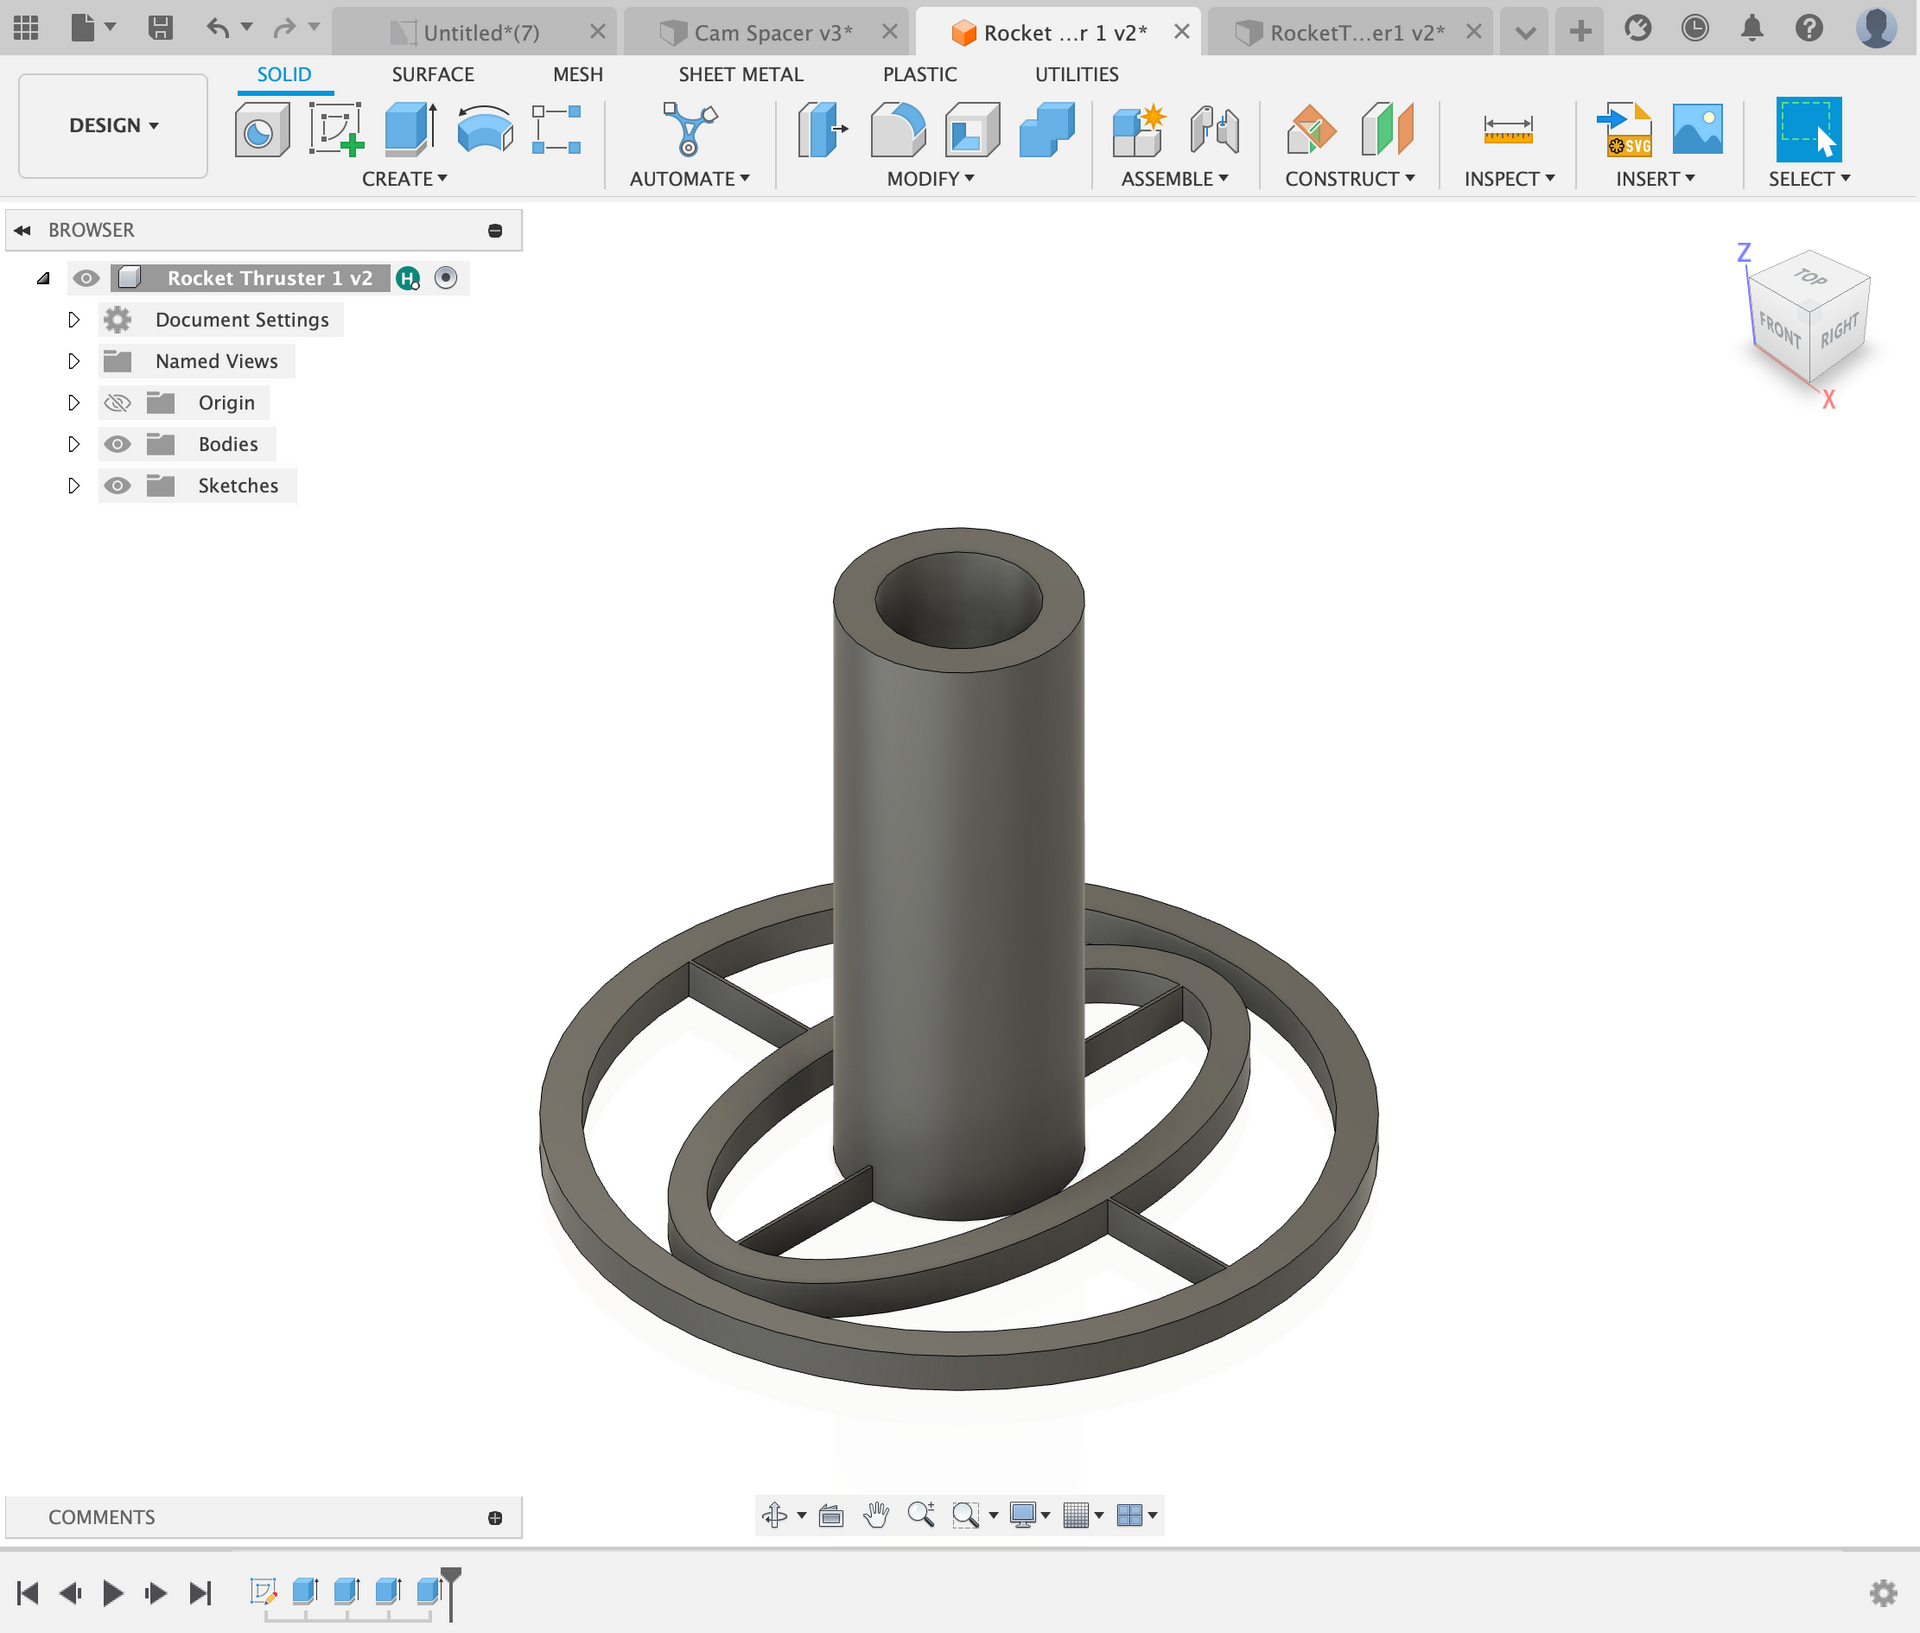 Untitled*(7)
Cam Spacer v3*
Rocket ...r 1 v2*
RocketT...er1 v2*
SOLID
SURFACE
MESH
SHEET METAL
PLASTIC
UTILITIES
DESIGN
SVG
CREATE
AUTOMATE
MODIFY
ASSEMBLE
CONSTRUCT
INSPECT
INSERT
SELECT
BROWSER
Rocket Thruster 1 v2
H
Document Settings
Named Views
Origin
Bodies
Sketches
Z
TOP
FRONT
RIGHT
X
COMMENTS